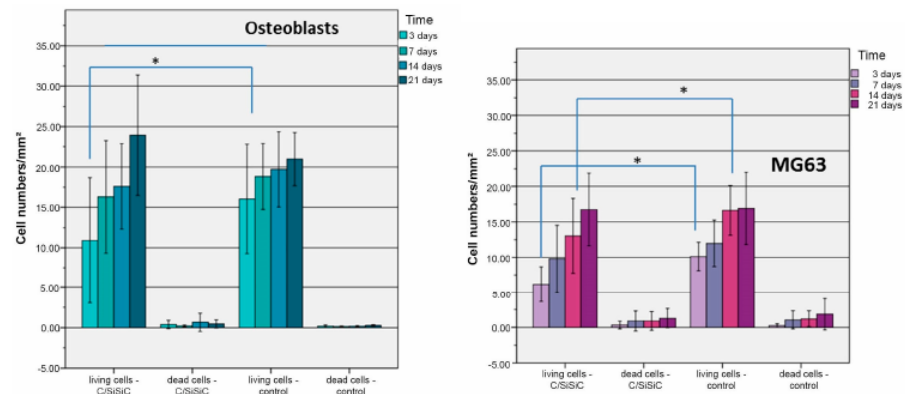 Osteoblasts
Time
3 days
7 days
14 days
21 days
35.00
30.00
25.00
20.00
15.00
10.00
5.00
0.00
-5.00
Cell numbers/mm²
*
living cells - C/SiSiC
dead cells - C/SiSiC
living cells - control
dead cells - control
MG63
Time
3 days
7 days
14 days
21 days
35.00
30.00
25.00
20.00
15.00
10.00
5.00
0.00
-5.00
Cell numbers/mm²
*
*
living cells - C/SiSiC
dead cells - C/SiSiC
living cells - control
dead cells - control